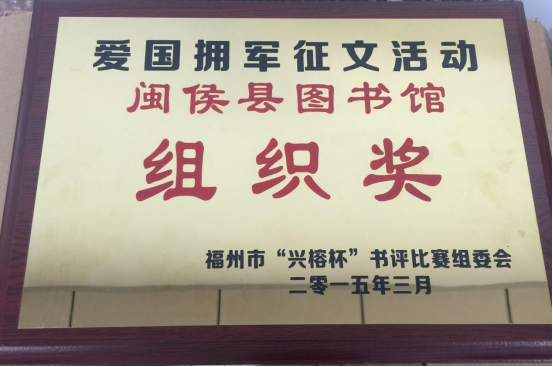 爱国拥军征文活动
闽侯县图书馆
组织奖
福州市“兴榕杯”书评比赛组委会
二零一五年三月